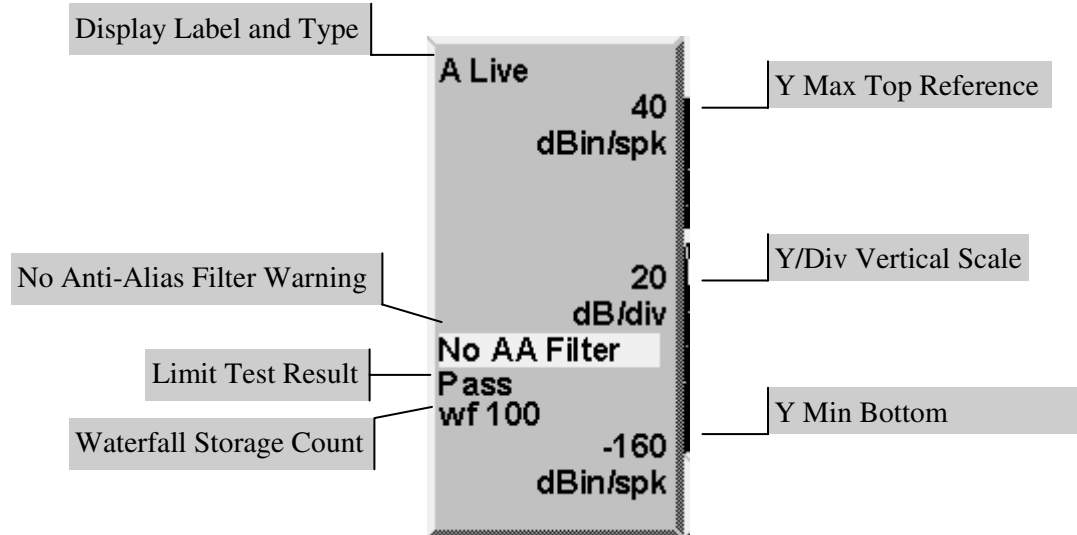 Display Label and Type
A Live
40
dBin/spk
Y Max Top Reference
No Anti-Alias Filter Warning
20
dB/div
Y/Div Vertical Scale
No AA Filter
Limit Test Result
Pass
wf 100
Waterfall Storage Count
-160
dBin/spk
Y Min Bottom